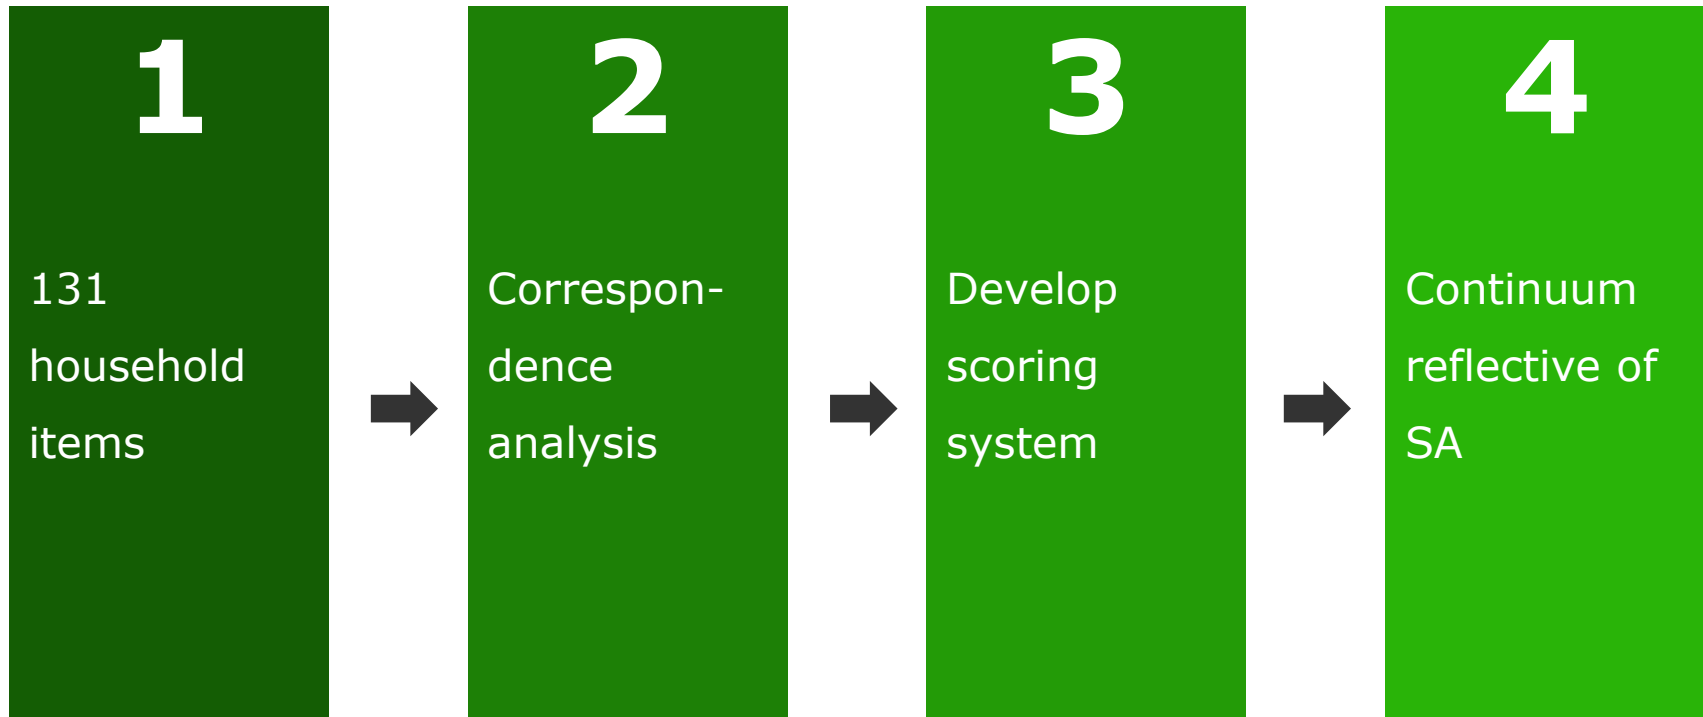 1
131
household
items
2
Correspon-
dence
analysis
3
Develop
scoring
system
4
Continuum
reflective of
SA